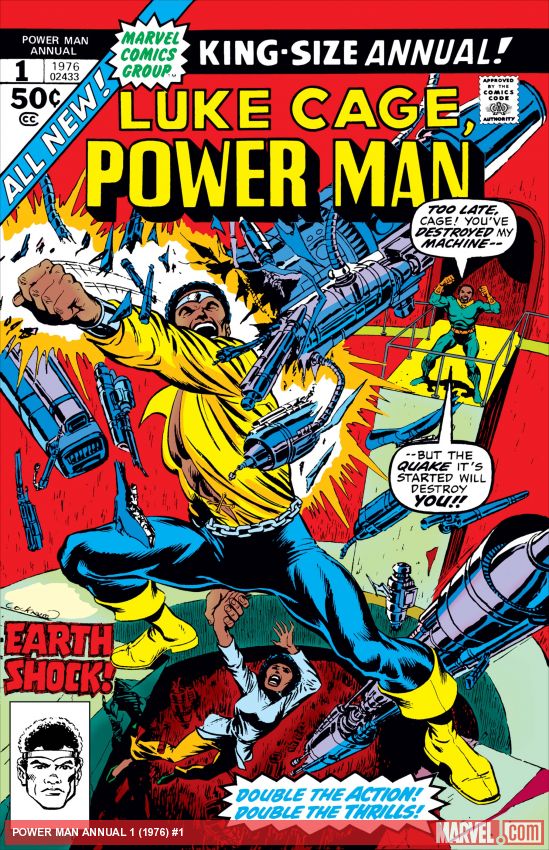 POWER MAN
ANNUAL
1
1976
02433
50¢
CC
MARVEL
COMICS
GROUP
KING-SIZE ANNUAL!
APPROVED
BY THE
COMICS
CODE
AUTHORITY
ALL NEW!
LUKE CAGE,
POWER MAN
TOO LATE,
CAGE! YOU'VE
DESTROYED MY
MACHINE--
--BUT THE
QUAKE IT'S
STARTED WILL
DESTROY
YOU!!!
EARTH
SHOCK!
DOUBLE THE ACTION!
DOUBLE THE THRILLS!
POWER MAN ANNUAL 1 (1976) #1
MARVEL.com